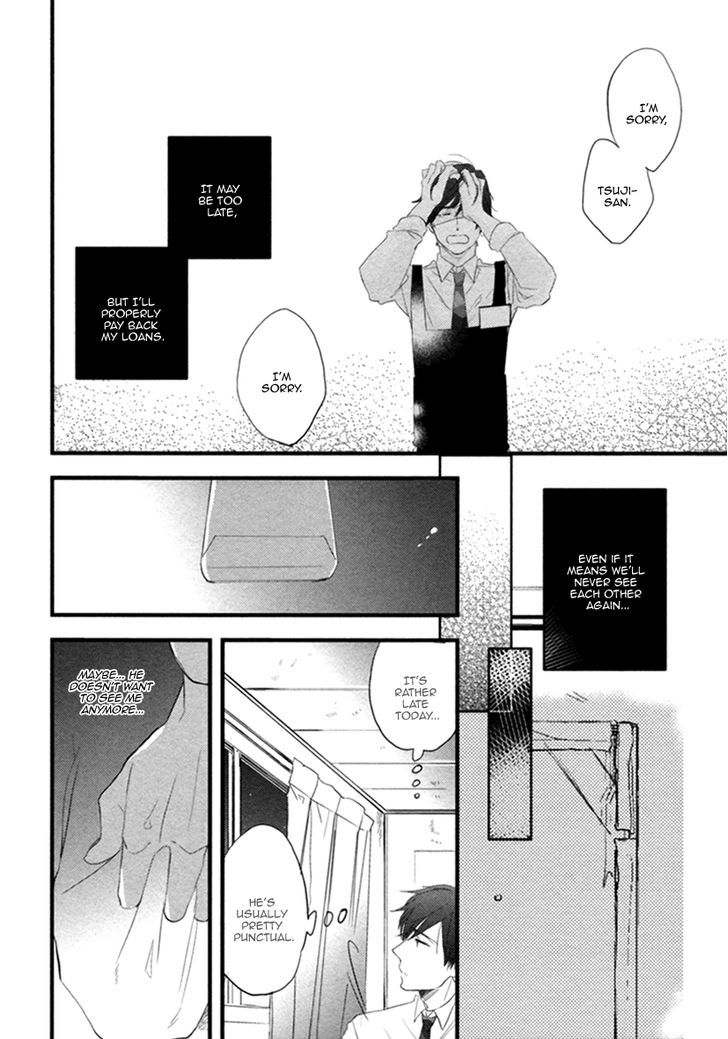 I'M
SORRY,
TSUJI-
SAN.
IT MAY
BE TOO
LATE,
BUT I'LL
PROPERLY
PAY BACK
MY LOANS.
I'M
SORRY.
EVEN IF IT
MEANS WE'LL
NEVER SEE
EACH OTHER
AGAIN...
IT'S
RATHER
LATE
TODAY...
HE'S
USUALLY
PRETTY
PUNCTUAL.
MAYBE... HE
DOESN'T WANT
TO SEE ME
ANYMORE...